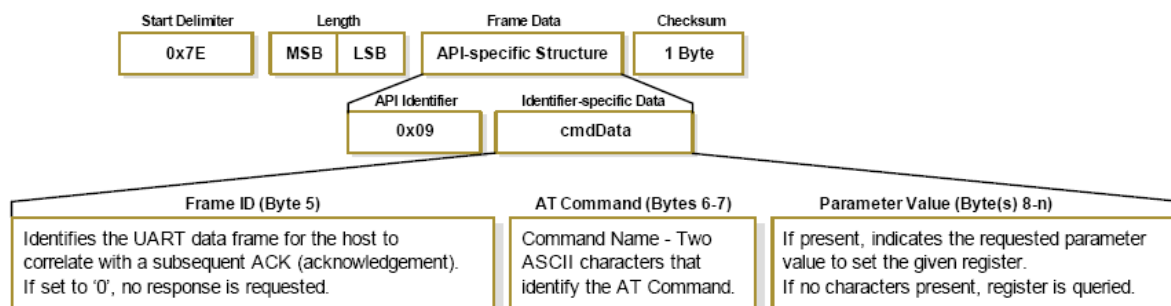 Start Delimiter Length Frame Data Checksum
0x7E MSB LSB API-specific Structure 1 Byte
API Identifier Identifier-specific Data
0x09 cmdData
Frame ID (Byte 5)
Identifies the UART data frame for the host to
correlate with a subsequent ACK (acknowledgement).
If set to ‘0’, no response is requested.
AT Command (Bytes 6-7)
Command Name - Two
ASCII characters that
identify the AT Command.
Parameter Value (Byte(s) 8-n)
If present, indicates the requested parameter
value to set the given register.
If no characters present, register is queried.